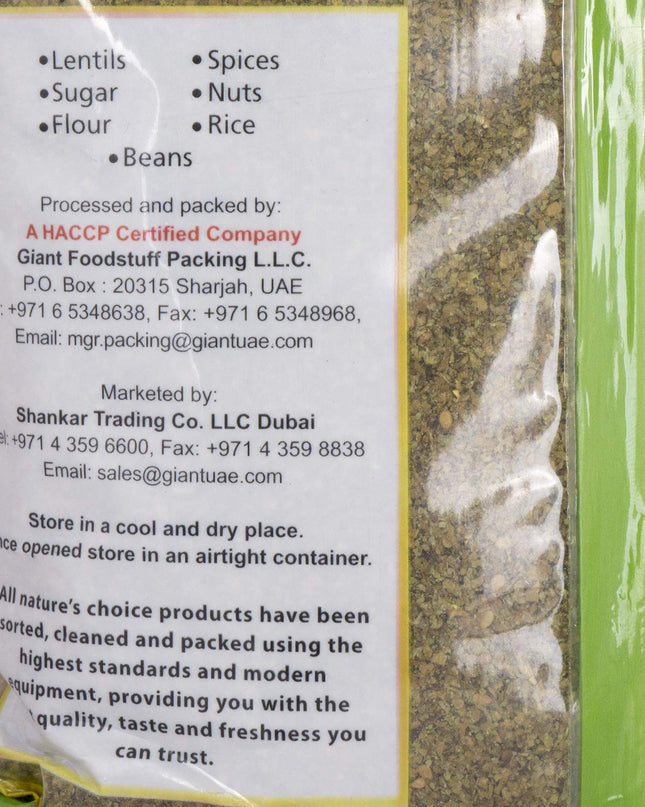 •Lentils •Spices
•Sugar •Nuts
•Flour •Rice
•Beans
Processed and packed by:
A HACCP Certified Company
Giant Foodstuff Packing L.L.C.
P.O. Box : 20315 Sharjah, UAE
: +971 6 5348638, Fax: +971 6 5348968,
Email: mgr.packing@giantuae.com
Marketed by:
Shankar Trading Co. LLC Dubai
el: +971 4 359 6600, Fax: +971 4 359 8838
Email: sales@giantuae.com
Store in a cool and dry place.
nce opened store in an airtight container.
All nature's choice products have been
sorted, cleaned and packed using the
highest standards and modern
equipment, providing you with the
quality, taste and freshness you
can trust.